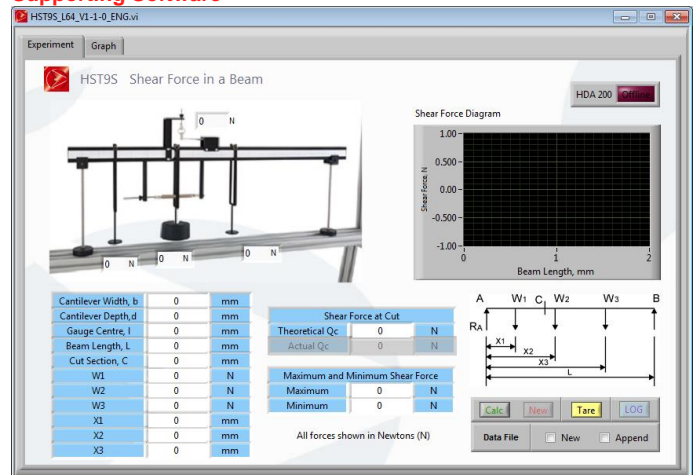 Supporting Software
HST9S_L64_V1-1-0_ENG.vi
Experiment Graph
HST9S Shear Force in a Beam
HDA 200 Offline
0 N
0 N
0 N
0 N
Shear Force Diagram
Shear Force, N
1.00
0.500
0.00
-0.500
-1.00
0 1 2
Beam Length, mm
Cantilever Width, b 0 mm
Cantilever Depth,d 0 mm
Gauge Centre, I 0 mm
Beam Length, L 0 mm
Cut Section, C 0 mm
W1 0 N
W2 0 N
W3 0 N
X1 0 mm
X2 0 mm
X3 0 mm
Shear Force at Cut
Theoretical Qc 0 N
Actual Qc 0 N
Maximum and Minimum Shear Force
Maximum 0 N
Minimum 0 N
All forces shown in Newtons (N)
A W1 C W2 W3 B
RA
X1
X2
X3
L
Calc New Tare LOG
Data File New Append